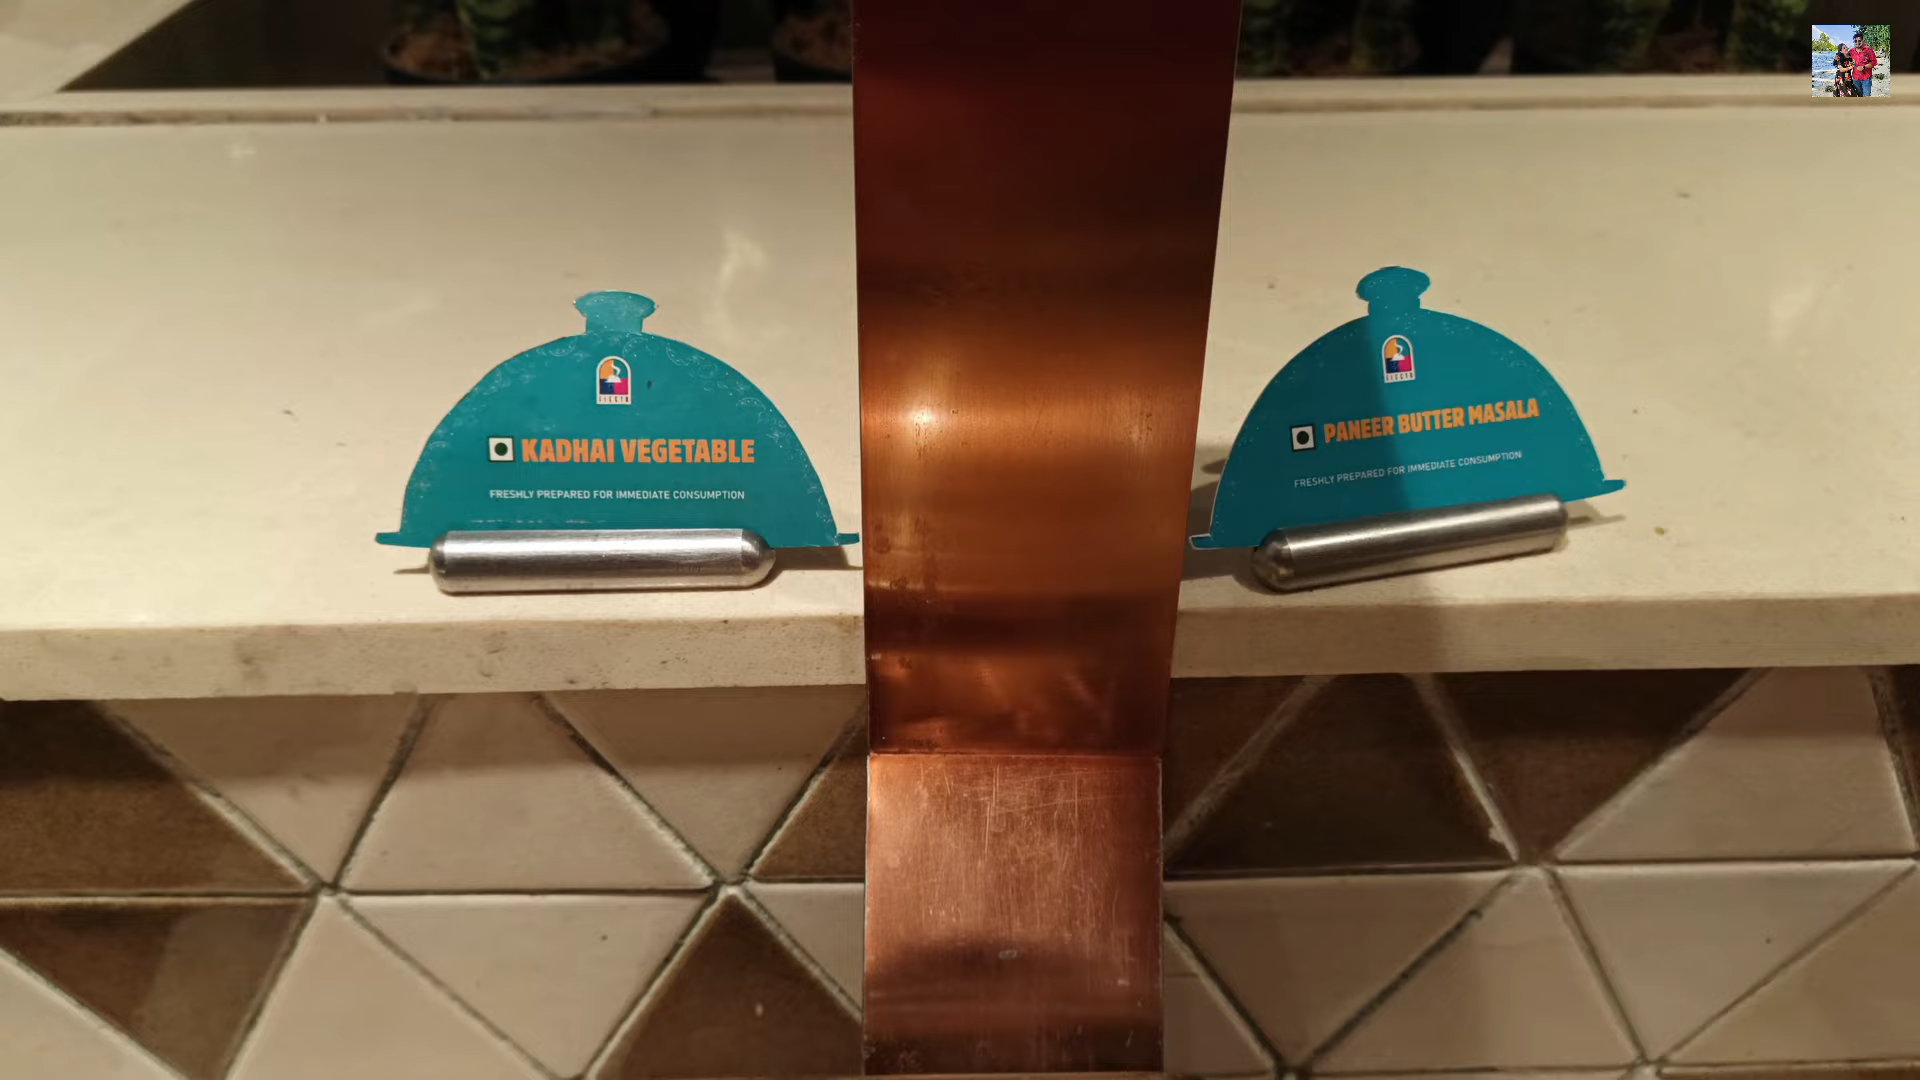 KADHAI VEGETABLE
FRESHLY PREPARED FOR IMMEDIATE CONSUMPTION
PANEER BUTTER MASALA
FRESHLY PREPARED FOR IMMEDIATE CONSUMPTION